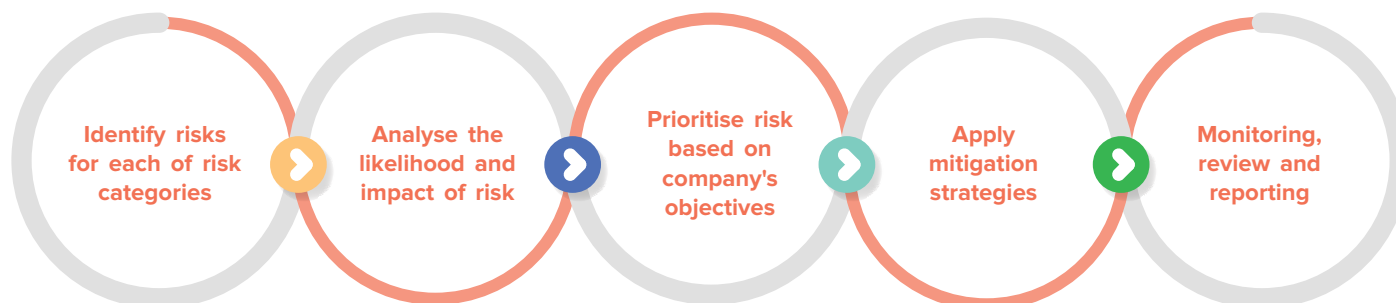 Identify risks
for each of risk
categories
Analyse the
likelihood and
impact of risk
Prioritise risk
based on
company's
objectives
Apply
mitigation
strategies
Monitoring,
review and
reporting